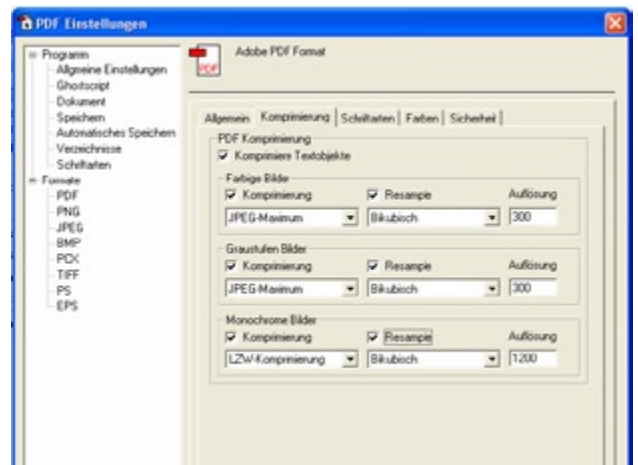 PDF Einstellungen
Programm
Allgmeine Einstellungen
Ghostscript
Dokument
Speichern
Automatisches Speichern
Verzeichnisse
Schriftarten
Formate
PDF
PNG
JPEG
BMP
PCX
TIFF
PS
EPS
PDF
Adobe PDF Format
Allgemein Komprimierung Schriftarten Farben Sicherheit
PDF Komprimierung
Komprimiere Textobjekte
Farbige Bilder
Komprimierung Resample Auflösung
JPEG-Maximum Bikubisch 300
Graustufen Bilder
Komprimierung Resample Auflösung
JPEG-Maximum Bikubisch 300
Monochrome Bilder
Komprimierung Resample Auflösung
LZW-Komprimierung Bikubisch 1200